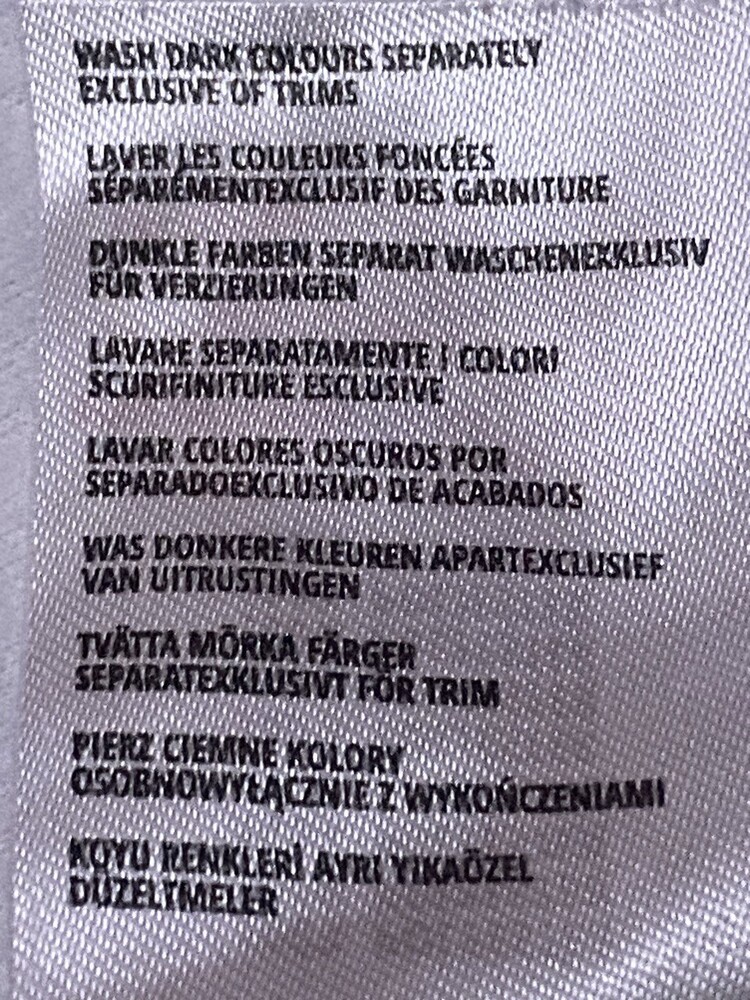 WASH DARK COLOURS SEPARATELY
EXCLUSIVE OF TRIMS
LAVER LES COULEURS FONCÉES
SÉPARÉMENTEXCLUSIF DES GARNITURE
DUNKLE FARBEN SEPARAT WASCHENEXKLUSIV
FÜR VERZIERUNGEN
LAVARE SEPARATAMENTE I COLORI
SCURIFINITURE ESCLUSIVE
LAVAR COLORES OSCUROS POR
SEPARADOEXCLUSIVO DE ACABADOS
WAS DONKERE KLEUREN APARTEXCLUSIEF
VAN UITRUSTINGEN
TVÄTTA MÖRKA FÄRGER
SEPARATEXKLUSIVT FÖR TRIM
PIERZ CIEMNE KOLORY
OSOBNOWYŁĄCZNIE Z WYKOŃCZENIAMI
KOYU RENKLERİ AYRI YIKAÖZEL
DÜZELTMELER